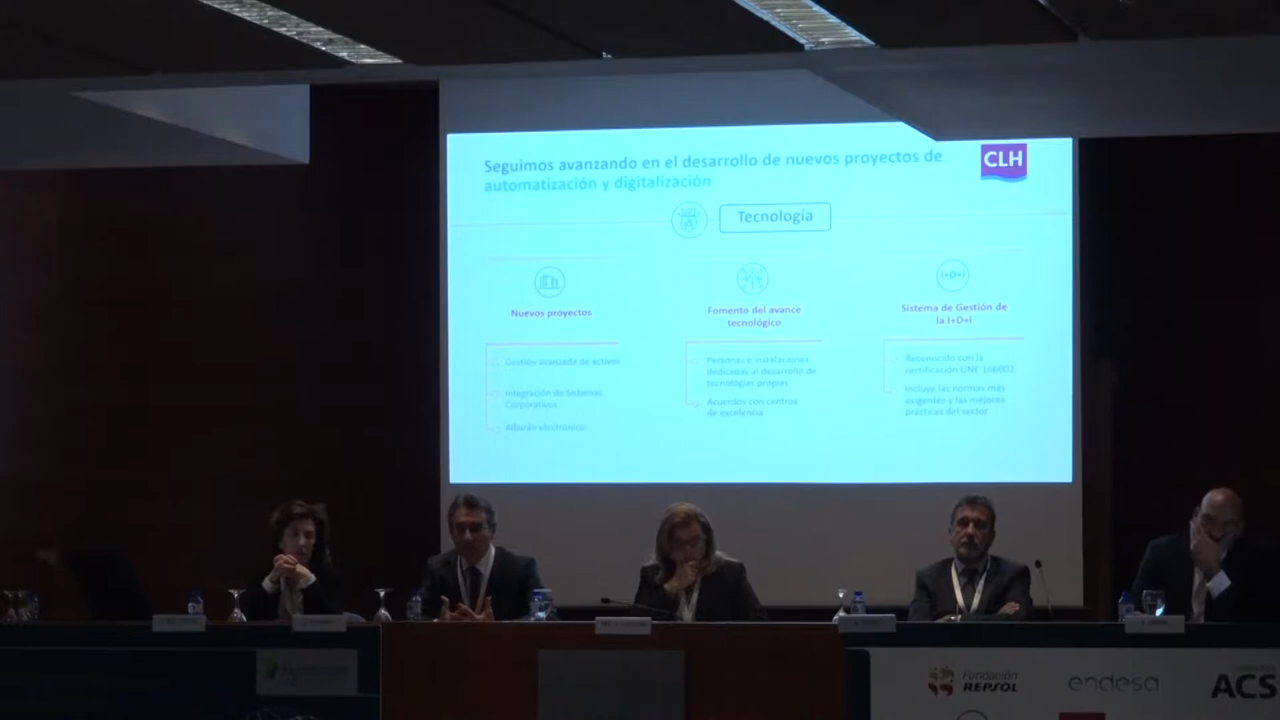 Seguimos avanzando en el desarrollo de nuevos proyectos de
automatización y digitalización
CLH
Tecnología
Nuevos proyectos
Gestión avanzada de activos
Integración de Sistemas
Corporativos
Albarán electrónico
Fomento del avance
tecnológico
Personas e instalaciones
dedicadas al desarrollo de
tecnologías propias
Acuerdos con centros
de excelencia
I+D+i
Sistema de Gestión de
la I+D+i
Reconocido con la
certificación UNE 166002
Incluye las normas más
exigentes y las mejores
prácticas del sector
Fundación
REPSOL
endesa
ACS